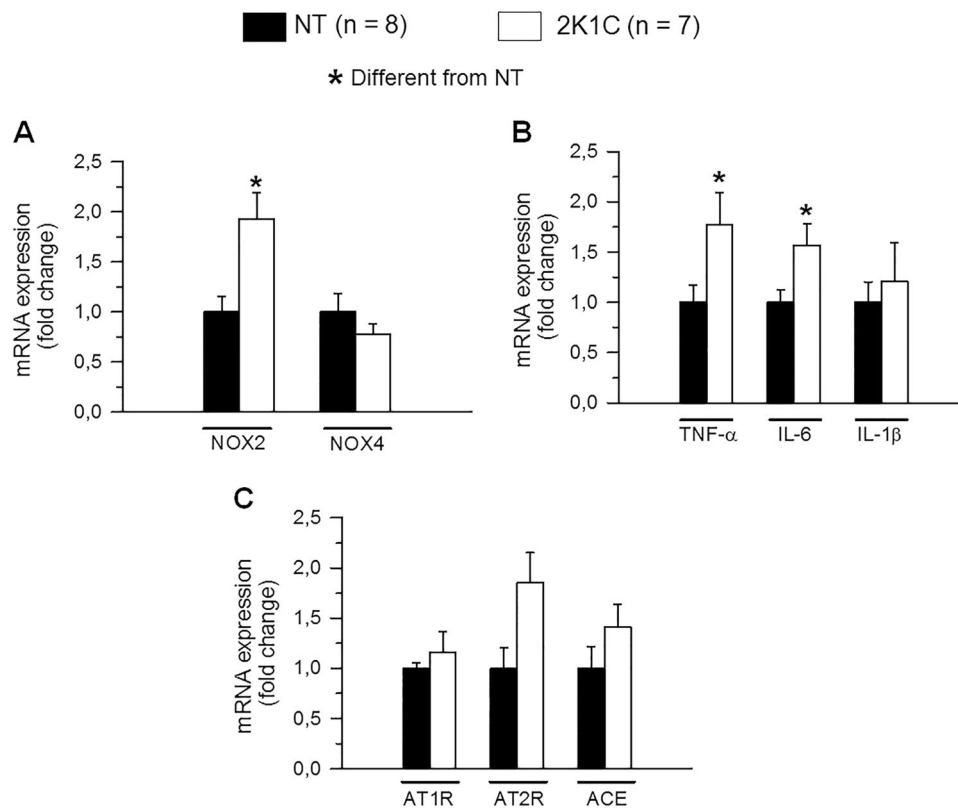 NT (n = 8)
2K1C (n = 7)
* Different from NT
A
mRNA expression
(fold change)
2,5
2,0
1,5
1,0
0,5
0,0
*
NOX2
NOX4
B
mRNA expression
(fold change)
2,5
2,0
1,5
1,0
0,5
0,0
*
*
TNF-α
IL-6
IL-1β
C
mRNA expression
(fold change)
2,5
2,0
1,5
1,0
0,5
0,0
AT1R
AT2R
ACE